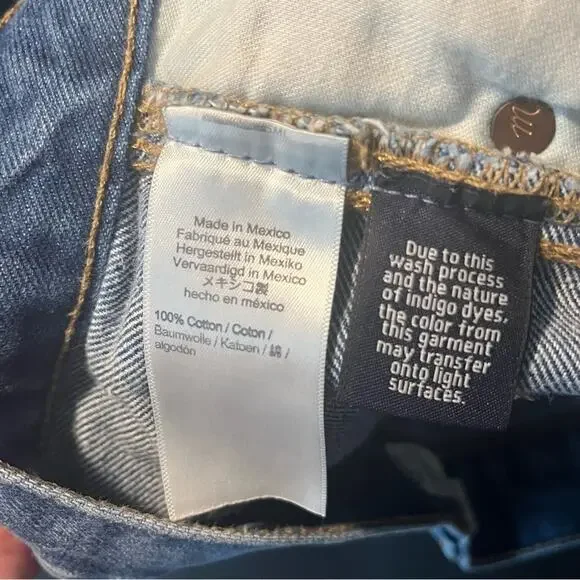 Made in Mexico
Fabriqué au Mexique
Hergestellt in Mexiko
Vervaardigd in Mexico
メキシコ製
hecho en méxico
100% Cotton / Coton /
Baumwolle / Katoen / 綿 /
algodón
Due to this
wash process
and the nature
of indigo dyes,
the color from
this garment
may transfer
onto light
surfaces.